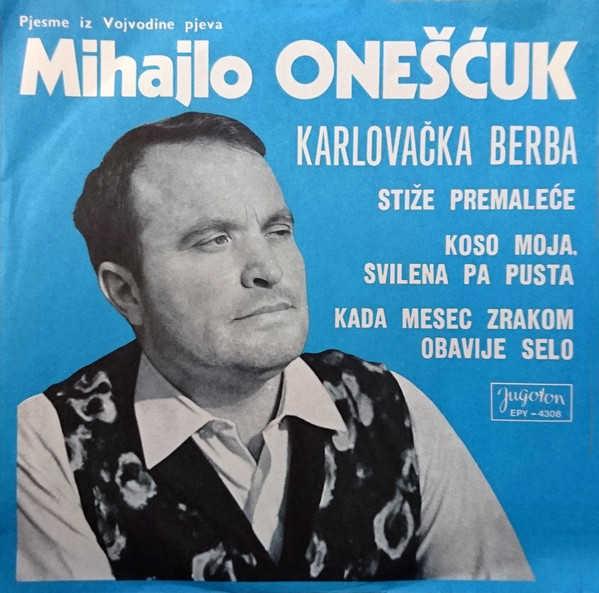 Pjesme iz Vojvodine pjeva
Mihajlo ONEŠĆUK
KARLOVAČKA BERBA
STIŽE PREMALEĆE
KOSO MOJA,
SVILENA PA PUSTA
KADA MESEC ZRAKOM
OBAVIJE SELO
Jugoton
EPY – 4308